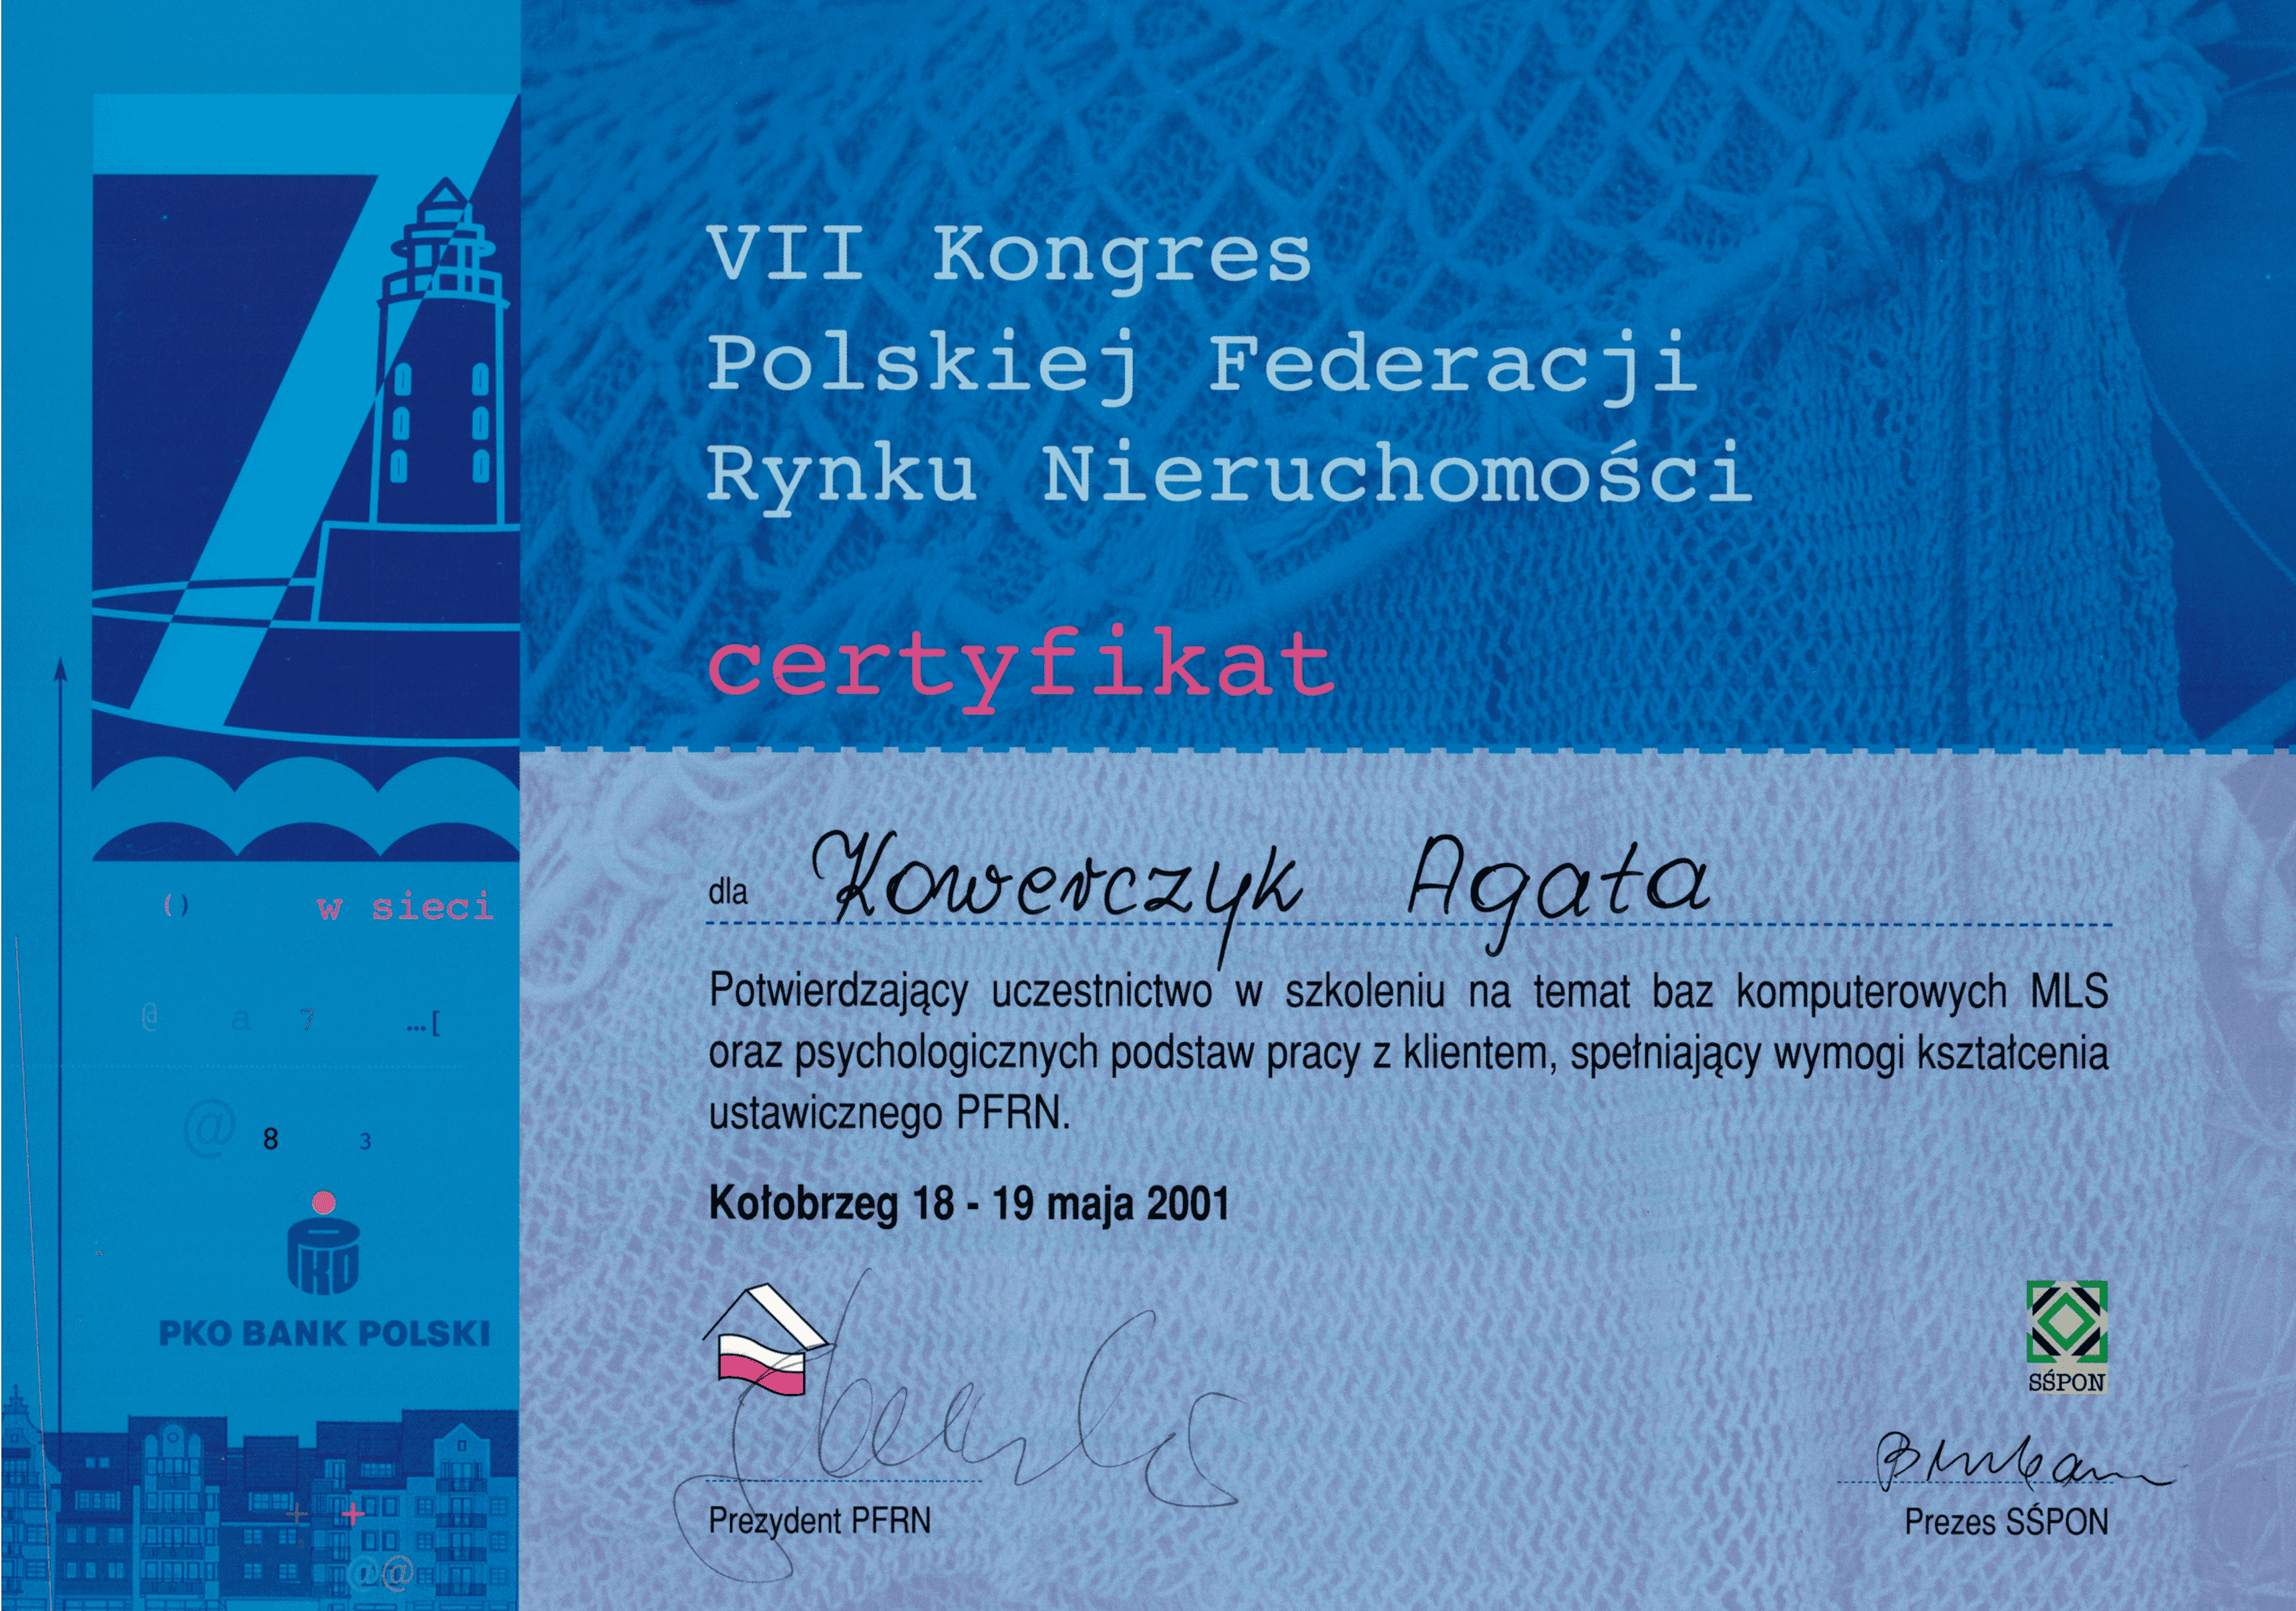 VII Kongres
Polskiej Federacji
Rynku Nieruchomości
certyfikat
7
() w sieci
@ a 7 ...[
@ 8 3
PKO
PKO BANK POLSKI
+ +
@@
dla Kowerczyk Agata
Potwierdzający uczestnictwo w szkoleniu na temat baz komputerowych MLS
oraz psychologicznych podstaw pracy z klientem, spełniający wymogi kształcenia
ustawicznego PFRN.
Kołobrzeg 18 - 19 maja 2001
SŚPON
Prezydent PFRN
Prezes SŚPON